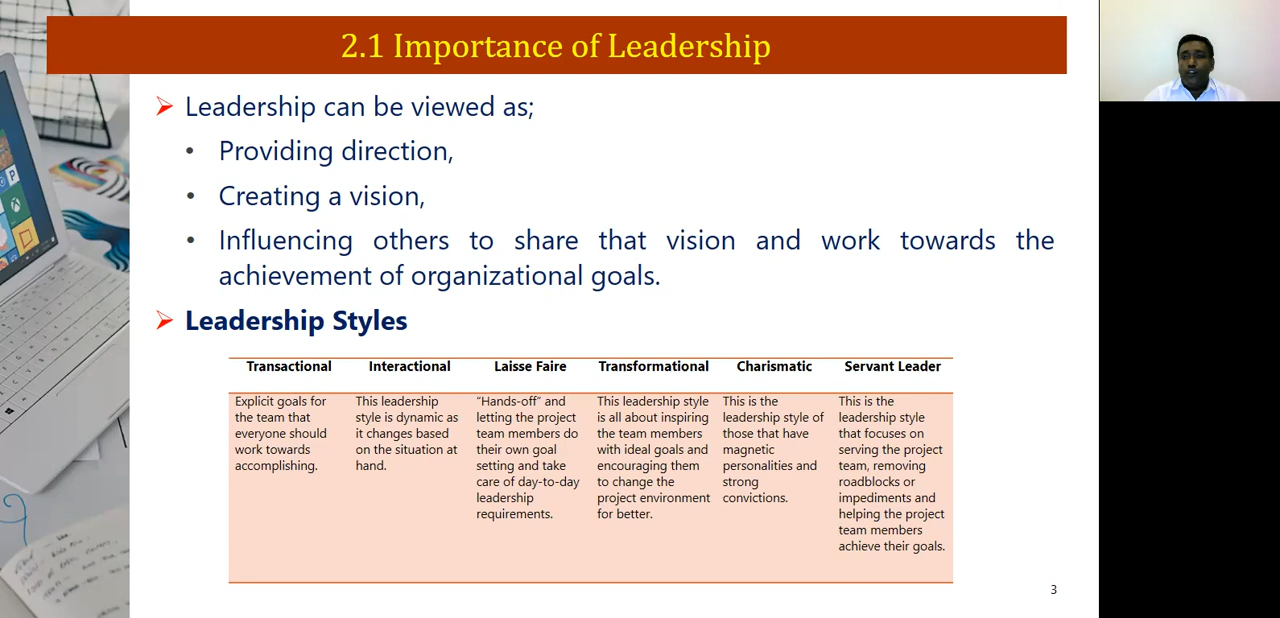 2.1 Importance of Leadership
Leadership can be viewed as;
• Providing direction,
• Creating a vision,
• Influencing others to share that vision and work towards the
achievement of organizational goals.
Leadership Styles
Transactional
Explicit goals for
the team that
everyone should
work towards
accomplishing.
Interactional
This leadership
style is dynamic as
it changes based
on the situation at
hand.
Laisse Faire
“Hands-off” and
letting the project
team members do
their own goal
setting and take
care of day-to-day
leadership
requirements.
Transformational
This leadership style
is all about inspiring
the team members
with ideal goals and
encouraging them
to change the
project environment
for better.
Charismatic
This is the
leadership style of
those that have
magnetic
personalities and
strong
convictions.
Servant Leader
This is the
leadership style
that focuses on
serving the project
team, removing
roadblocks or
impediments and
helping the project
team members
achieve their goals.
3